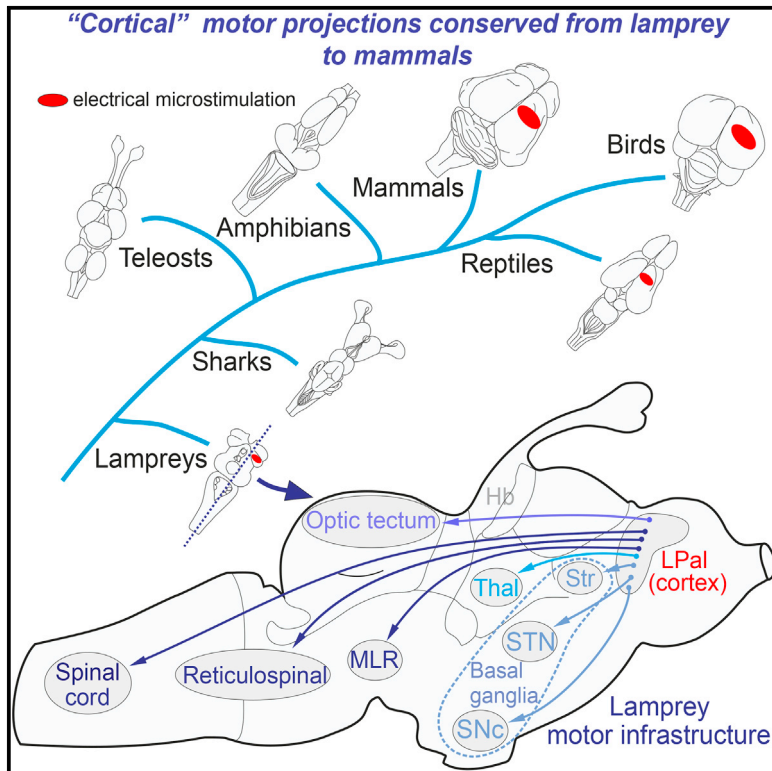 “Cortical” motor projections conserved from lamprey
to mammals
electrical microstimulation
Birds
Mammals
Amphibians
Teleosts
Reptiles
Sharks
Lampreys
Hb
Optic tectum
LPal
(cortex)
Thal
Str
STN
MLR
Spinal
cord
Reticulospinal
Basal
ganglia
SNc
Lamprey
motor infrastructure